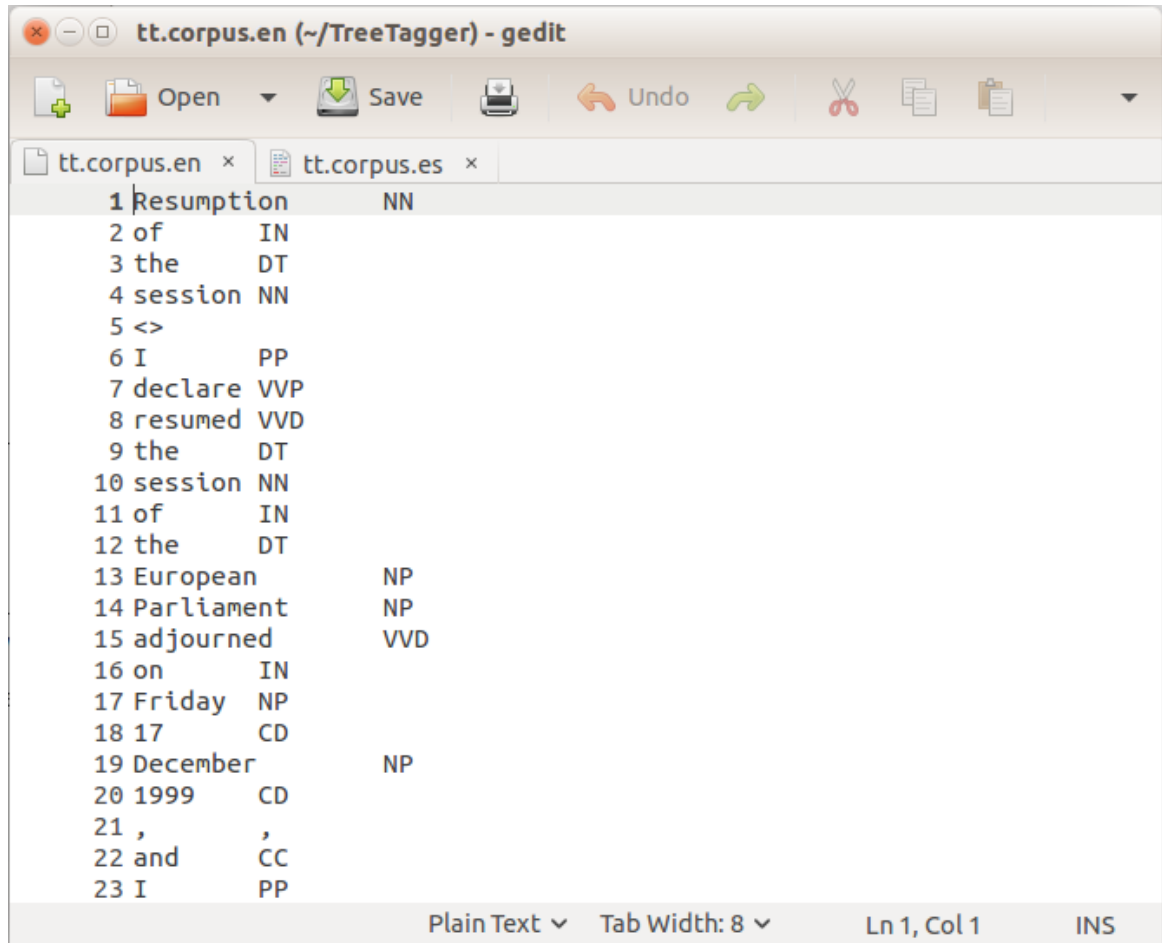 tt.corpus.en (~/TreeTagger) - gedit
Open Save Undo
tt.corpus.en × tt.corpus.es ×
1 Resumption NN
2 of IN
3 the DT
4 session NN
5 <>
6 I PP
7 declare VVP
8 resumed VVD
9 the DT
10 session NN
11 of IN
12 the DT
13 European NP
14 Parliament NP
15 adjourned VVD
16 on IN
17 Friday NP
18 17 CD
19 December NP
20 1999 CD
21 , ,
22 and CC
23 I PP
Plain Text Tab Width: 8 Ln 1, Col 1 INS